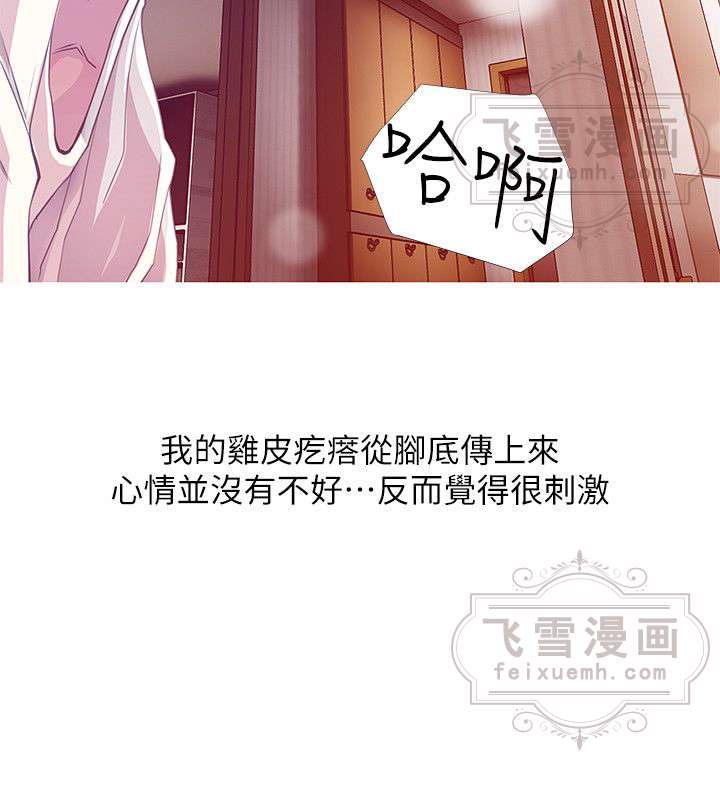 飞雪漫画
feixuemh.com
哈啊
我的雞皮疙瘩從腳底傳上來
心情並沒有不好⋯反而覺得很刺激
飞雪漫画
feixuemh.com